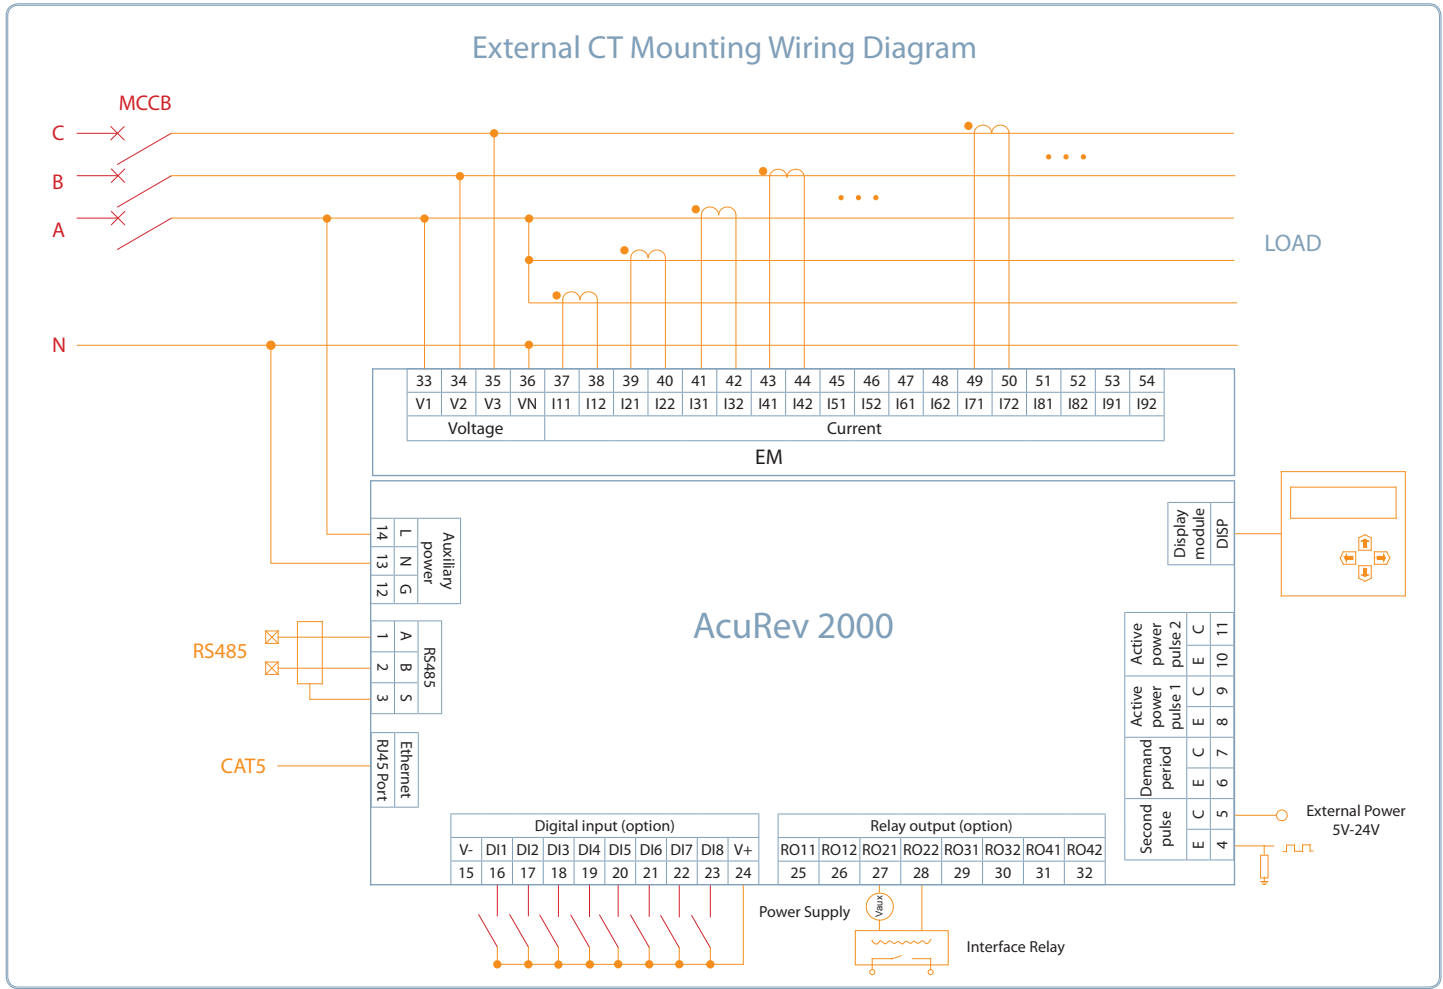 External CT Mounting Wiring Diagram
MCCB
C
B
A
N
LOAD
33 34 35 36 37 38 39 40 41 42 43 44 45 46 47 48 49 50 51 52 53 54
V1 V2 V3 VN I11 I12 I21 I22 I31 I32 I41 I42 I51 I52 I61 I62 I71 I72 I81 I82 I91 I92
Voltage Current
EM
AcuRev 2000
14 L
13 N
12 G
Auxiliary
power
Display
module
DISP
RS485
1 A
2 B
3 S
RS485
CAT5
RJ45 Port
Ethernet
Active
power
pulse 2
C 11
E 10
Active
power
pulse 1
C 9
E 8
Demand
period
C 7
E 6
Second
pulse
C 5
E 4
External Power
5V-24V
Digital input (option)
V- DI1 DI2 DI3 DI4 DI5 DI6 DI7 DI8 V+
15 16 17 18 19 20 21 22 23 24
Relay output (option)
RO11 RO12 RO21 RO22 RO31 RO32 RO41 RO42
25 26 27 28 29 30 31 32
Power Supply
Vaux
Interface Relay